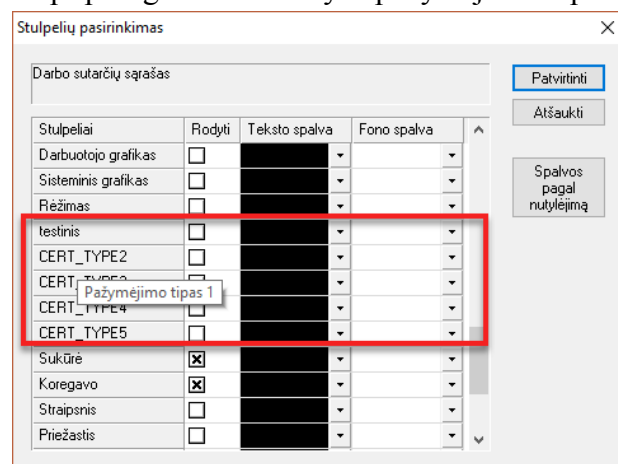 Stulpelių pasirinkimas
Darbo sutarčių sąrašas
Patvirtinti
Atšaukti
Spalvos
pagal
nutylėjimą
Stulpeliai Rodyti Teksto spalva Fono spalva
Darbuotojo grafikas
Sisteminis grafikas
Rėžimas
testinis
CERT_TYPE2
Pažymėjimo tipas 1
CERT_TYPE4
CERT_TYPE5
Sukūrė
Koregavo
Straipsnis
Priežastis